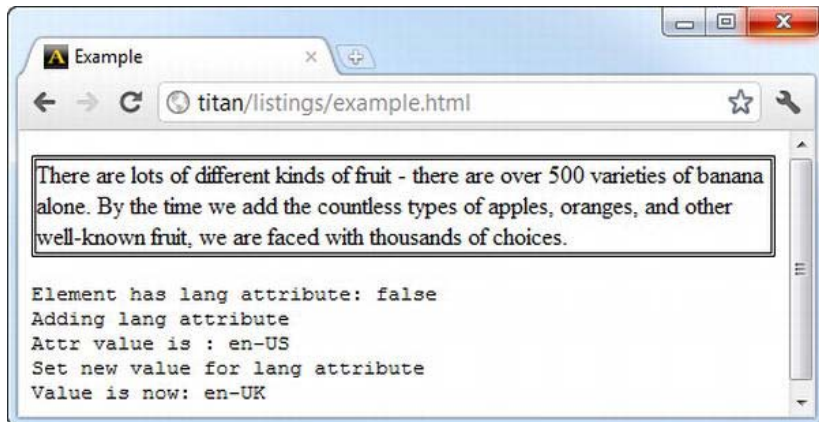 Example
titan/listings/example.html
There are lots of different kinds of fruit - there are over 500 varieties of banana
alone. By the time we add the countless types of apples, oranges, and other
well-known fruit, we are faced with thousands of choices.
Element has lang attribute: false
Adding lang attribute
Attr value is : en-US
Set new value for lang attribute
Value is now: en-UK